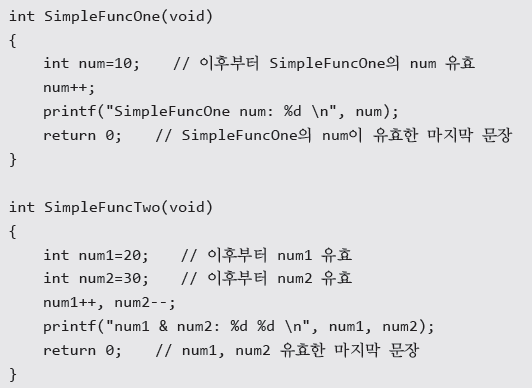 int SimpleFuncOne(void)
{
    int num=10;    // 이후부터 SimpleFuncOne의 num 유효
    num++;
    printf("SimpleFuncOne num: %d \n", num);
    return 0;    // SimpleFuncOne의 num이 유효한 마지막 문장
}

int SimpleFuncTwo(void)
{
    int num1=20;    // 이후부터 num1 유효
    int num2=30;    // 이후부터 num2 유효
    num1++, num2--;
    printf("num1 & num2: %d %d \n", num1, num2);
    return 0;    // num1, num2 유효한 마지막 문장
}